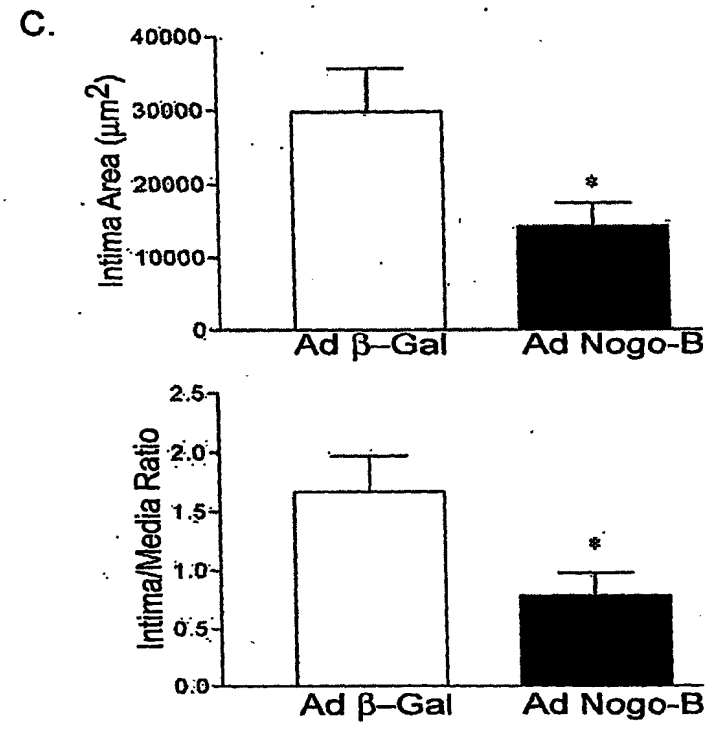 C.
Intima Area (μm²)
40000
30000
20000
10000
0
*
Ad β–Gal
Ad Nogo-B
Intima/Media Ratio
2.5
2.0
1.5
1.0
0.5
0.0
*
Ad β–Gal
Ad Nogo-B